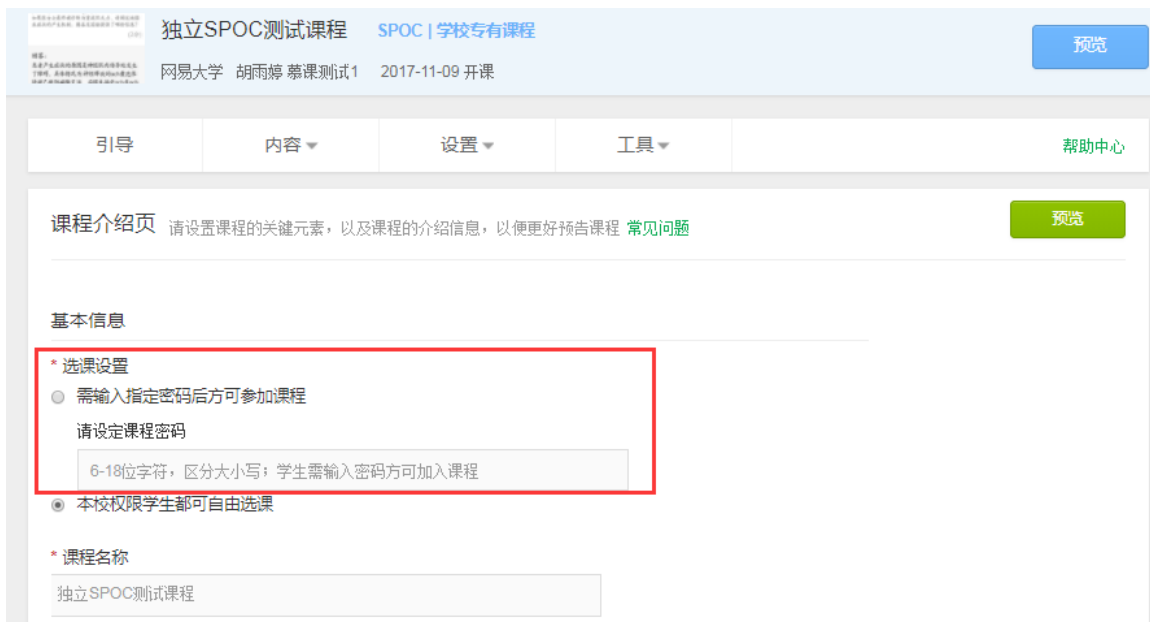 独立SPOC测试课程 SPOC | 学校专有课程
预览
网易大学 胡雨婷 慕课测试1 2017-11-09 开课
引导 内容 设置 工具 帮助中心
课程介绍页 请设置课程的关键元素，以及课程的介绍信息，以便更好预告课程 常见问题 预览
基本信息
* 选课设置
需输入指定密码后方可参加课程
请设定课程密码
6-18位字符，区分大小写；学生需输入密码方可加入课程
本校权限学生都可自由选课
* 课程名称
独立SPOC测试课程